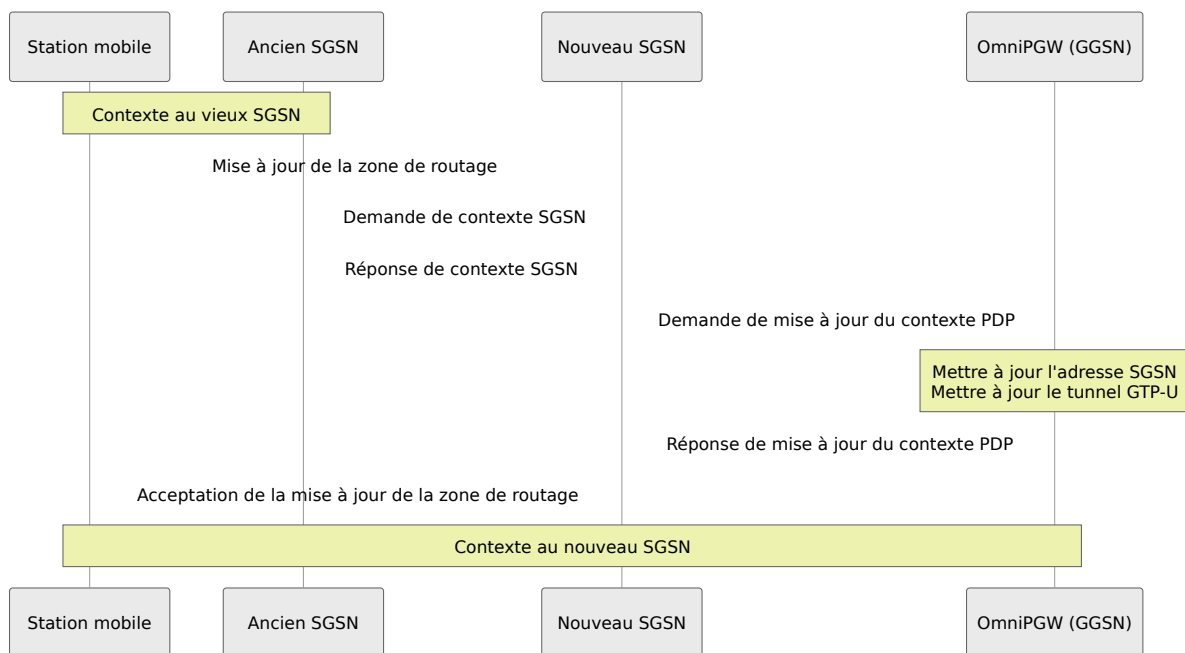 Station mobile
Ancien SGSN
Nouveau SGSN
OmniPGW (GGSN)
Contexte au vieux SGSN
Mise à jour de la zone de routage
Demande de contexte SGSN
Réponse de contexte SGSN
Demande de mise à jour du contexte PDP
Mettre à jour l'adresse SGSN
Mettre à jour le tunnel GTP-U
Réponse de mise à jour du contexte PDP
Acceptation de la mise à jour de la zone de routage
Contexte au nouveau SGSN
Station mobile
Ancien SGSN
Nouveau SGSN
OmniPGW (GGSN)